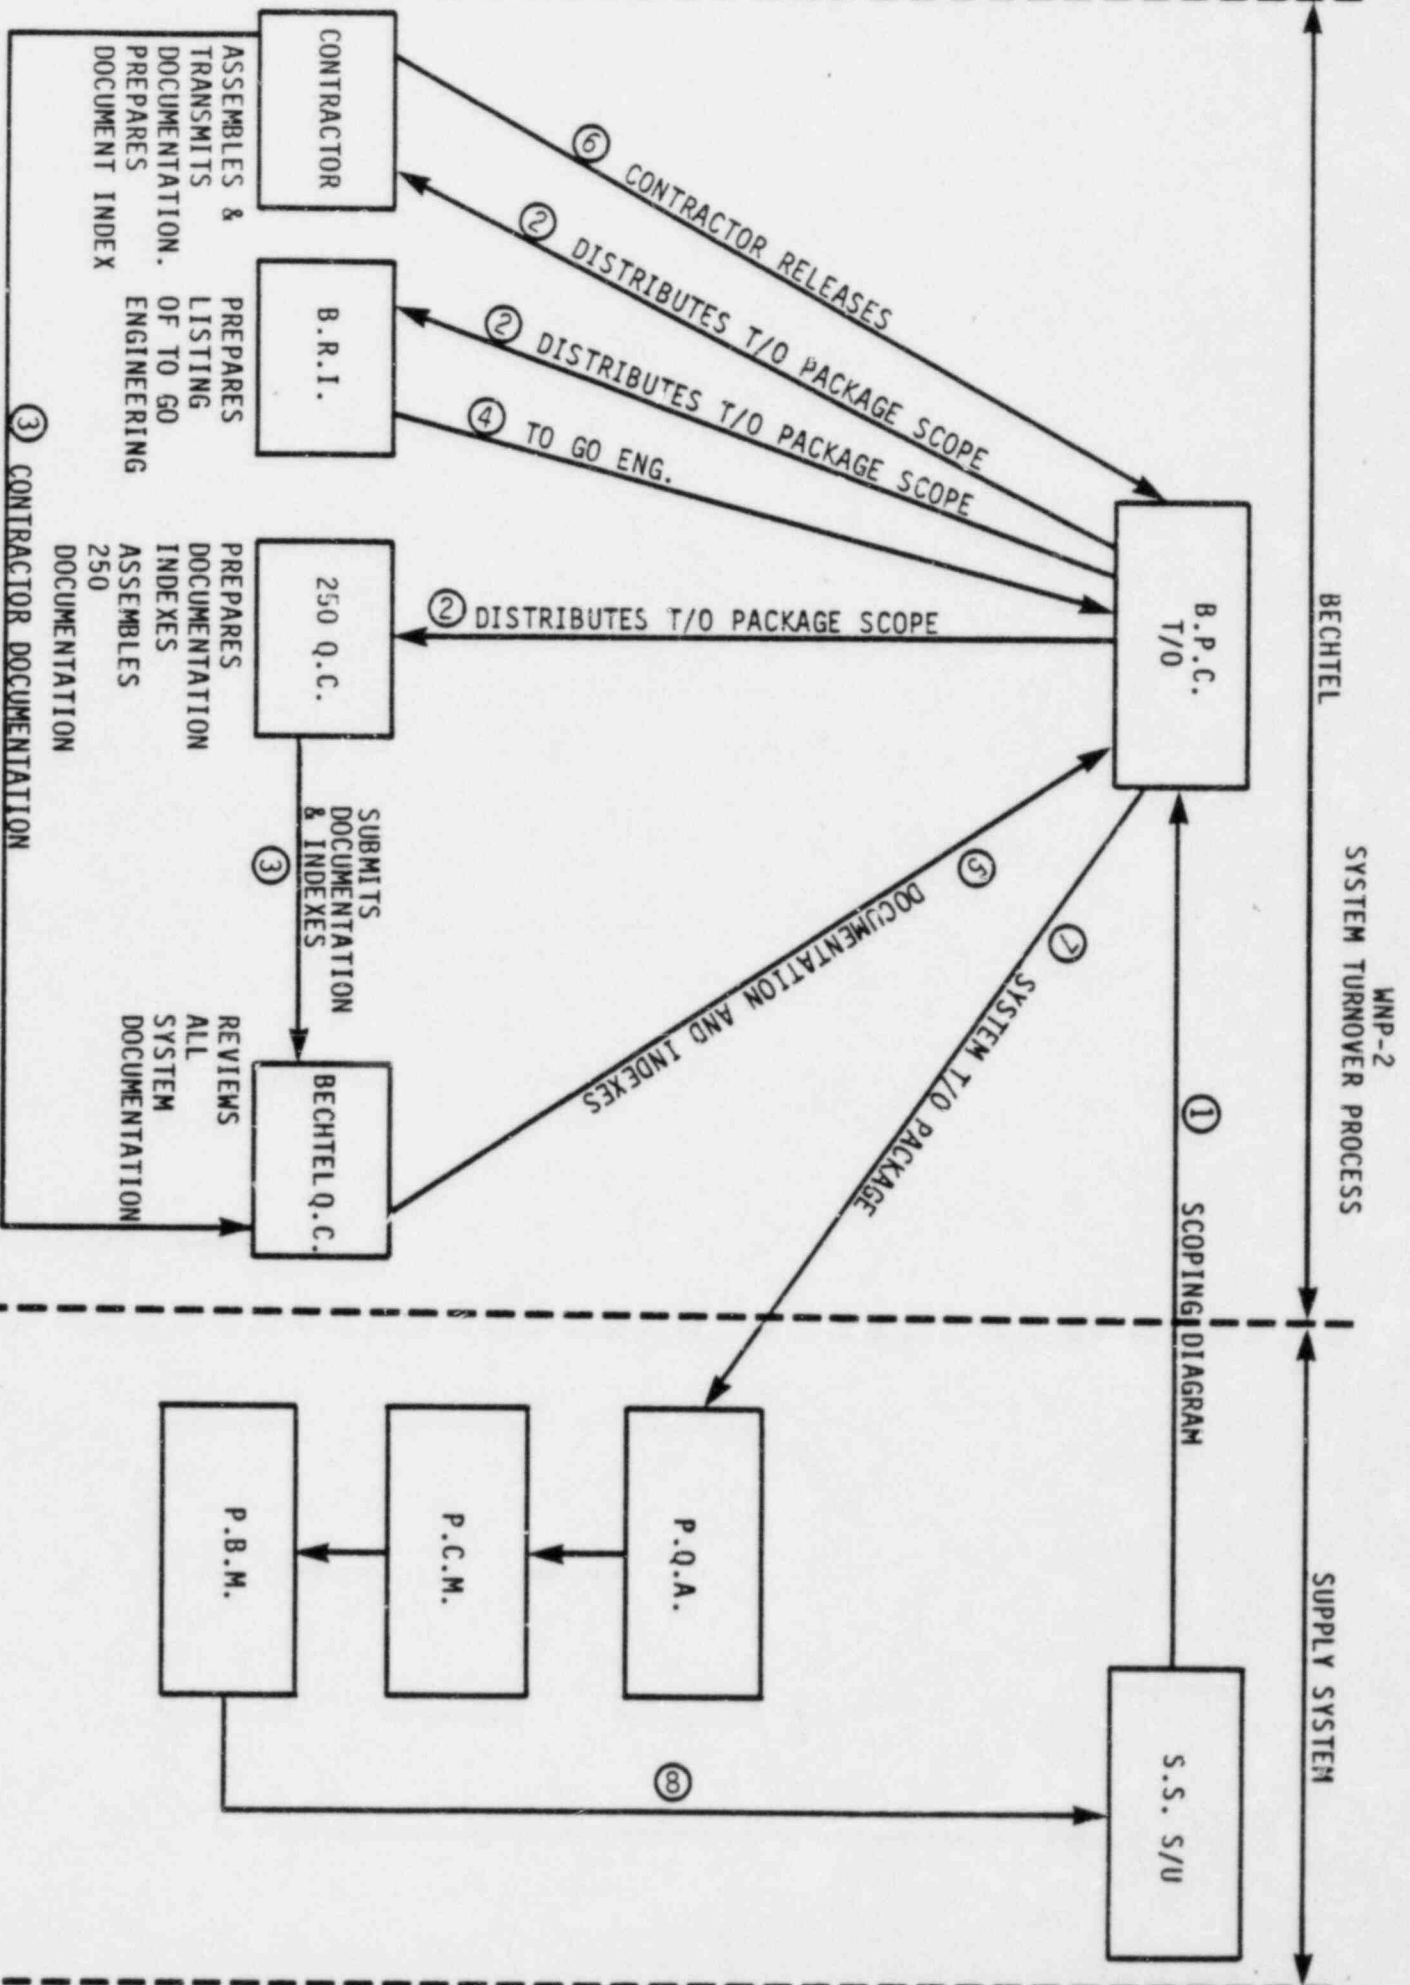 WNP-2
SYSTEM TURNOVER PROCESS
BECHTEL
SUPPLY SYSTEM
B.P.C.
T/O
S.S. S/U
① SCOPING DIAGRAM
⑥ CONTRACTOR RELEASES
② DISTRIBUTES T/O PACKAGE SCOPE
② DISTRIBUTES T/O PACKAGE SCOPE
④ TO GO ENG.
② DISTRIBUTES T/O PACKAGE SCOPE
⑤ DOCUMENTATION AND INDEXES
⑦ SYSTEM T/O PACKAGE
P.Q.A.
P.C.M.
P.B.M.
⑧
CONTRACTOR
ASSEMBLES &
TRANSMITS
DOCUMENTATION.
PREPARES
DOCUMENT INDEX
B.R.I.
PREPARES
LISTING
OF TO GO
ENGINEERING
250 Q.C.
PREPARES
DOCUMENTATION
INDEXES
ASSEMBLES
250
DOCUMENTATION
SUBMITS
DOCUMENTATION
& INDEXES
③
BECHTEL Q.C.
REVIEWS
ALL
SYSTEM
DOCUMENTATION
③ CONTRACTOR DOCUMENTATION